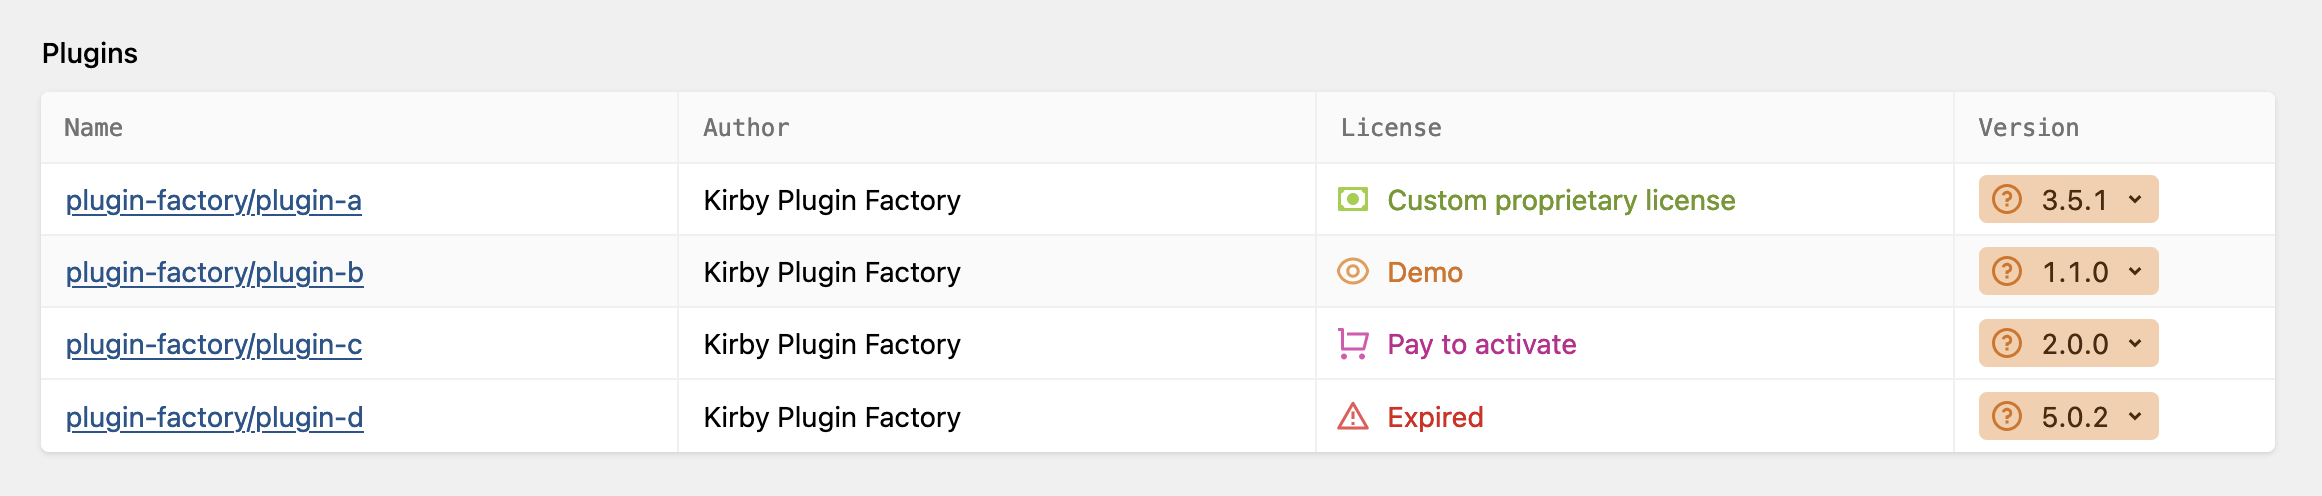 Plugins
Name Author License Version
plugin-factory/plugin-a Kirby Plugin Factory Custom proprietary license 3.5.1
plugin-factory/plugin-b Kirby Plugin Factory Demo 1.1.0
plugin-factory/plugin-c Kirby Plugin Factory Pay to activate 2.0.0
plugin-factory/plugin-d Kirby Plugin Factory Expired 5.0.2